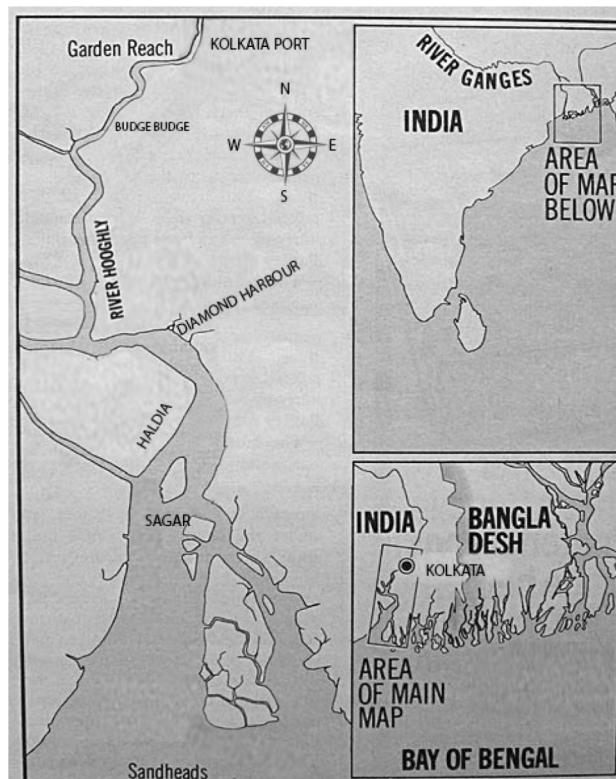 Garden Reach
KOLKATA PORT
BUDGE BUDGE
N
W
E
S
RIVER HOOGHLY
DIAMOND HARBOUR
HALDIA
SAGAR
Sandheads
RIVER GANGES
INDIA
AREA
OF MAP
BELOW
INDIA
BANGLA
DESH
KOLKATA
AREA
OF MAIN
MAP
BAY OF BENGAL